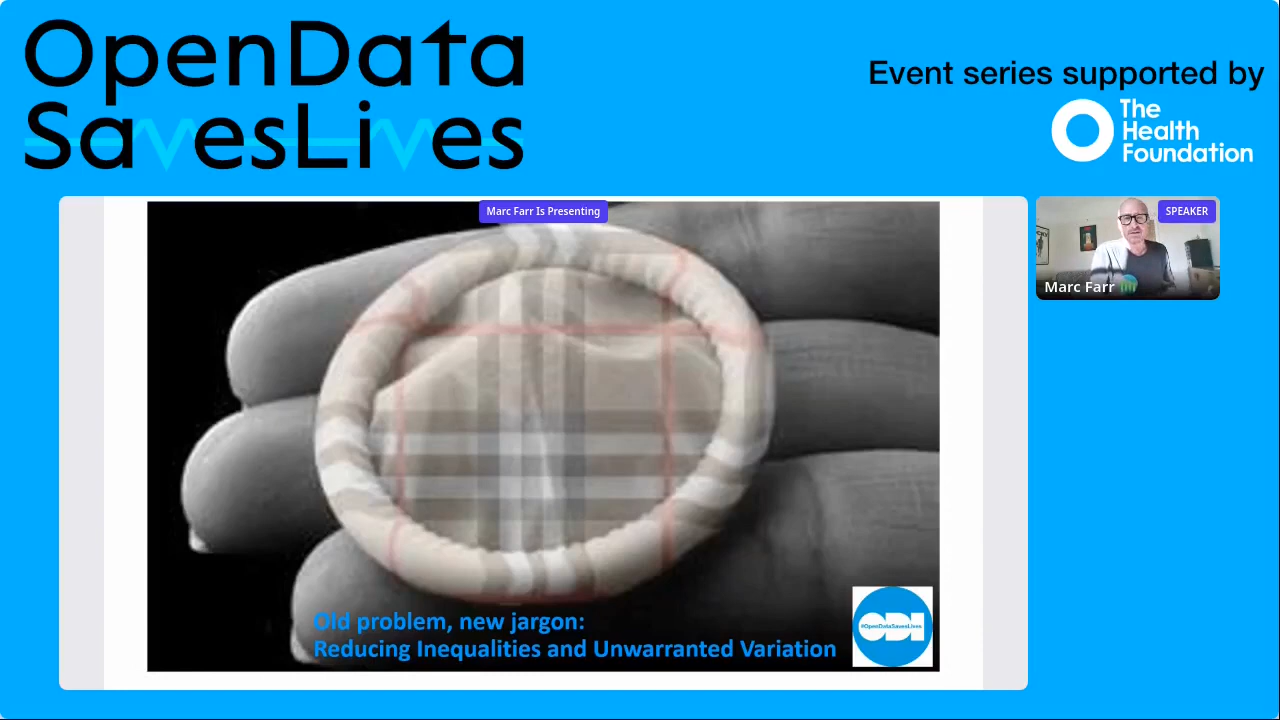 OpenData
SavesLives
Event series supported by
The
Health
Foundation
Marc Farr Is Presenting
SPEAKER
Marc Farr
Old problem, new jargon:
Reducing Inequalities and Unwarranted Variation
ODI
#OpenDataSavesLives